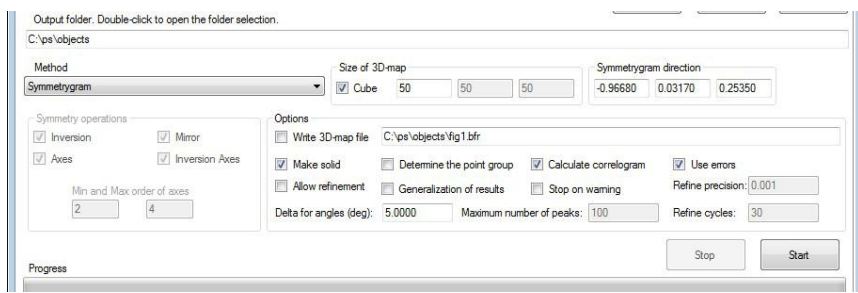 Output folder. Double-click to open the folder selection.
C:\ps\objects
Method
Size of 3D-map
Symmetrygram direction
Symmetrygram
Cube 50 50 50
-0.96680 0.03170 0.25350
Symmetry operations
Options
Inversion Mirror
Write 3D-map file C:\ps\objects\fig1.bfr
Axes Inversion Axes
Make solid Determine the point group Calculate correlogram Use errors
Allow refinement Generalization of results Stop on warning Refine precision: 0.001
Min and Max order of axes
2 4
Delta for angles (deg): 5.0000 Maximum number of peaks: 100 Refine cycles: 30
Stop Start
Progress